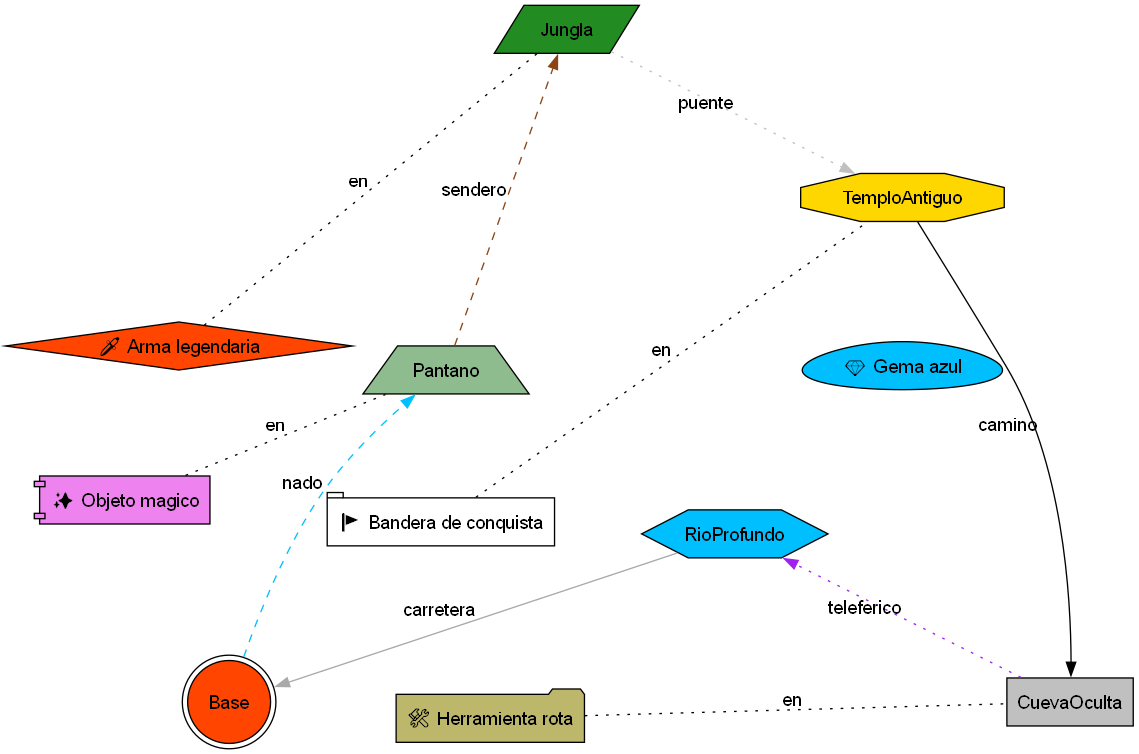 Jungla
puente
en
sendero
TemploAntiguo
Arma legendaria
en
Pantano
Gema azul
en
camino
nado
Objeto magico
Bandera de conquista
RioProfundo
carretera
teleferico
Base
en
Herramienta rota
CuevaOculta